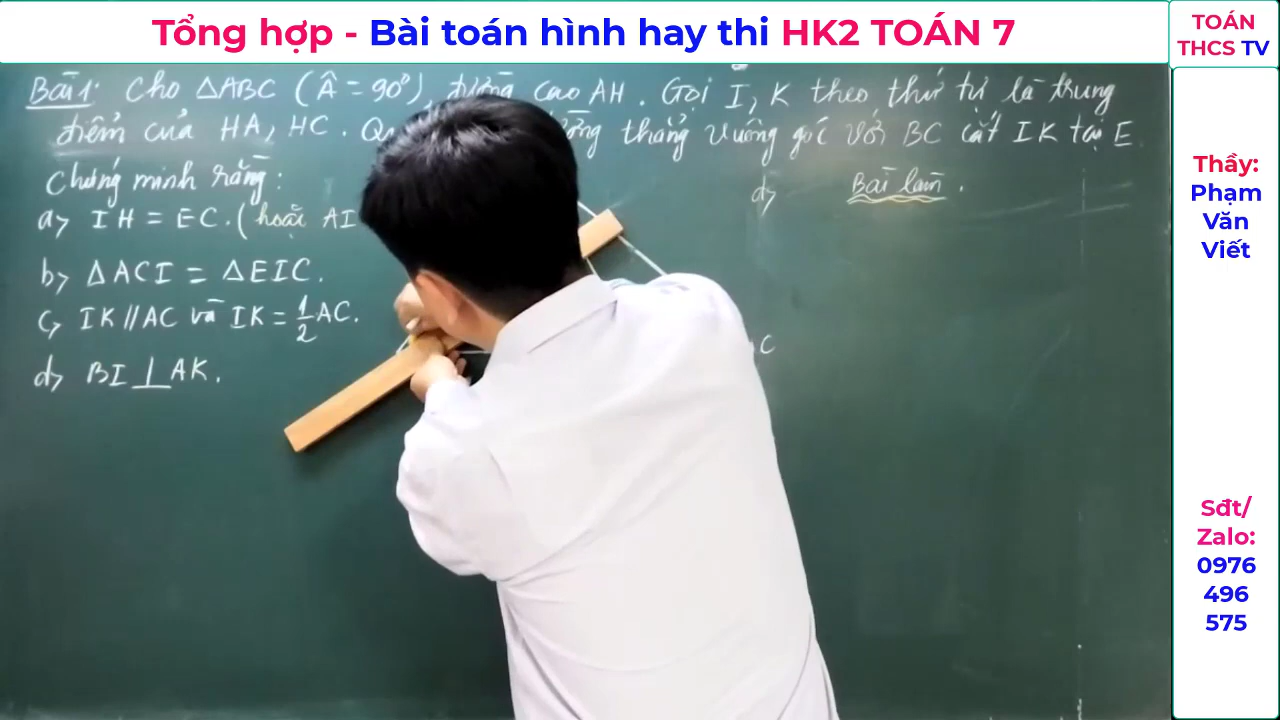 Tổng hợp - Bài toán hình hay thi HK2 TOÁN 7
TOÁN
THCS TV
Bài 1: Cho ΔABC (Â = 90°), đường cao AH. Gọi I, K theo thứ tự là trung
điểm của HA, HC. thẳng vuông góc với BC cắt IK tại E.
Chứng minh rằng:
a> IH = EC. (hoặc AI
b> ΔACI = ΔEIC.
c> IK // AC và IK = 1/2 AC.
d> BI ⊥ AK.
d>
Bài làm.
C
Thầy:
Phạm
Văn
Viết
Sđt/
Zalo:
0976
496
575